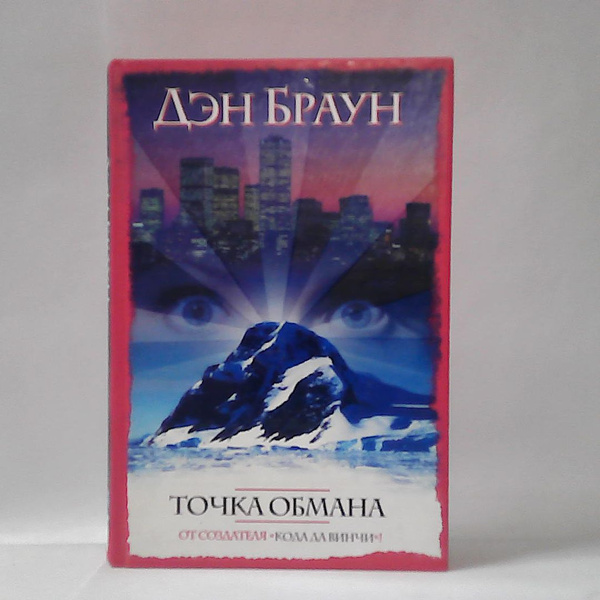 ДЭН БРАУН
ТОЧКА ОБМАНА
ОТ СОЗДАТЕЛЯ «КОДА ДА ВИНЧИ»!